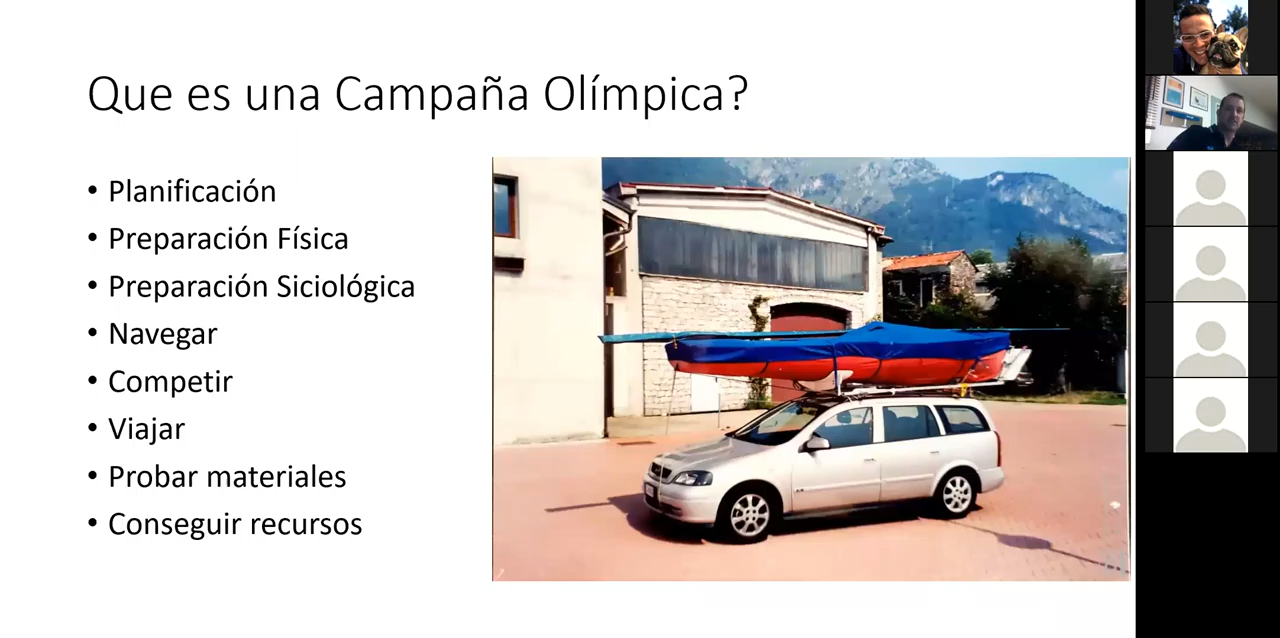 Que es una Campaña Olímpica?
• Planificación
• Preparación Física
• Preparación Siciológica
• Navegar
• Competir
• Viajar
• Probar materiales
• Conseguir recursos